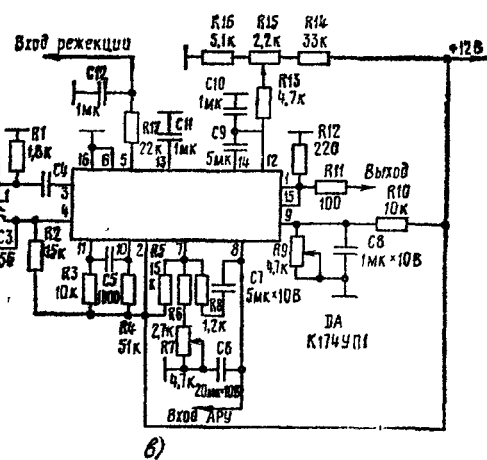 R16 R15 R14
5,1к 2,2к 33к
+12В
Вход режекции
C12
1мк
C10
1мк
R13
4,7к
R1
1,8к
C4
R17
22к
C11
1мк
C9
5мк
R12
220
R11
100
Выход
R10
10к
16 6 5 13 14 12
3
4
1
15
9
11 10 2 7 8
C3
56
R2
15к
R3
10к
C5
R4
51к
R5
15
к
R6
2,7к
R8
1,2к
C7
5мк×10В
R9
4,7к
C8
1мк×10В
R7
4,7к
C6
20мк×10В
Вход АРУ
DA
К174УП1
в)